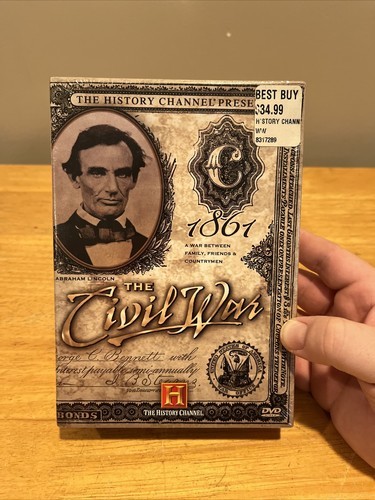 THE HISTORY CHANNEL PRESE
BEST BUY
$34.99
H STORY CHANN
8317289
C
1861
A WAR BETWEEN
FAMILY, FRIENDS &
COUNTRYMEN
ABRAHAM LINCOLN
THE
Civil War
orge C. Bennett with
interest payable semi-annually
BONDS
H
THE HISTORY CHANNEL
DVD